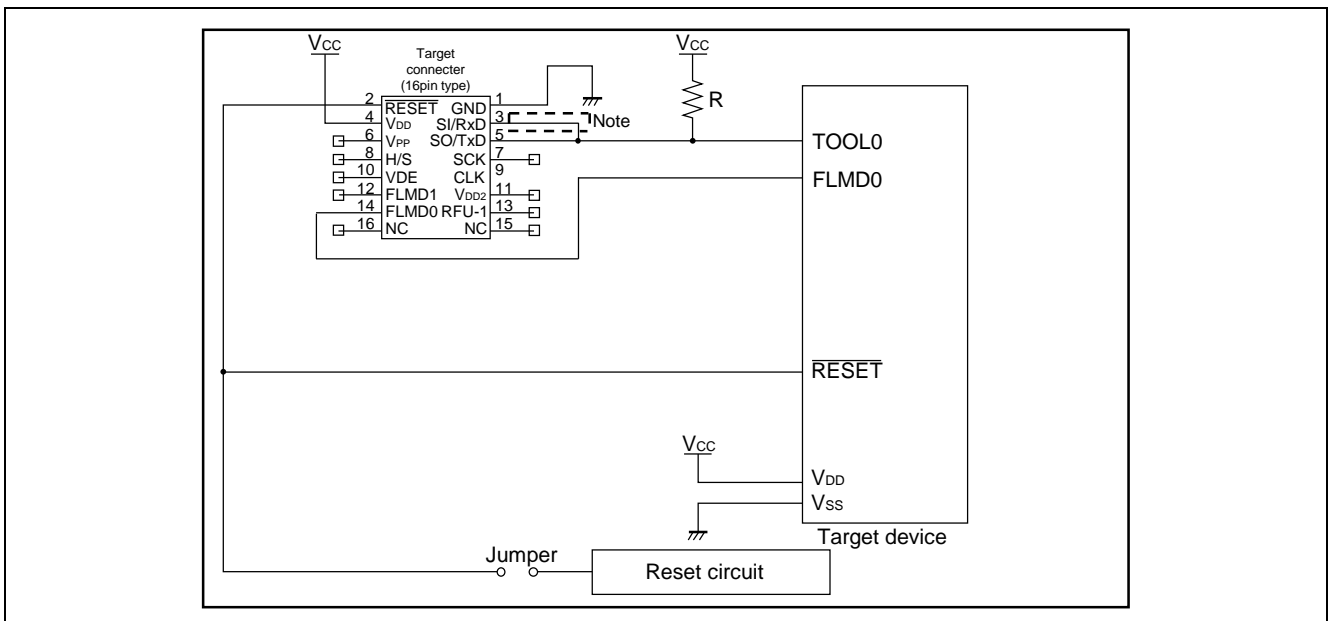 VCC
Target
connecter
(16pin type)
VCC
R
2 RESET GND 1
4 VDD SI/RxD 3 Note
6 VPP SO/TxD 5
8 H/S SCK 7
10 VDE CLK 9
12 FLMD1 VDD2 11
14 FLMD0 RFU-1 13
16 NC NC 15
TOOL0
FLMD0
RESET
VCC
VDD
VSS
Target device
Jumper
Reset circuit